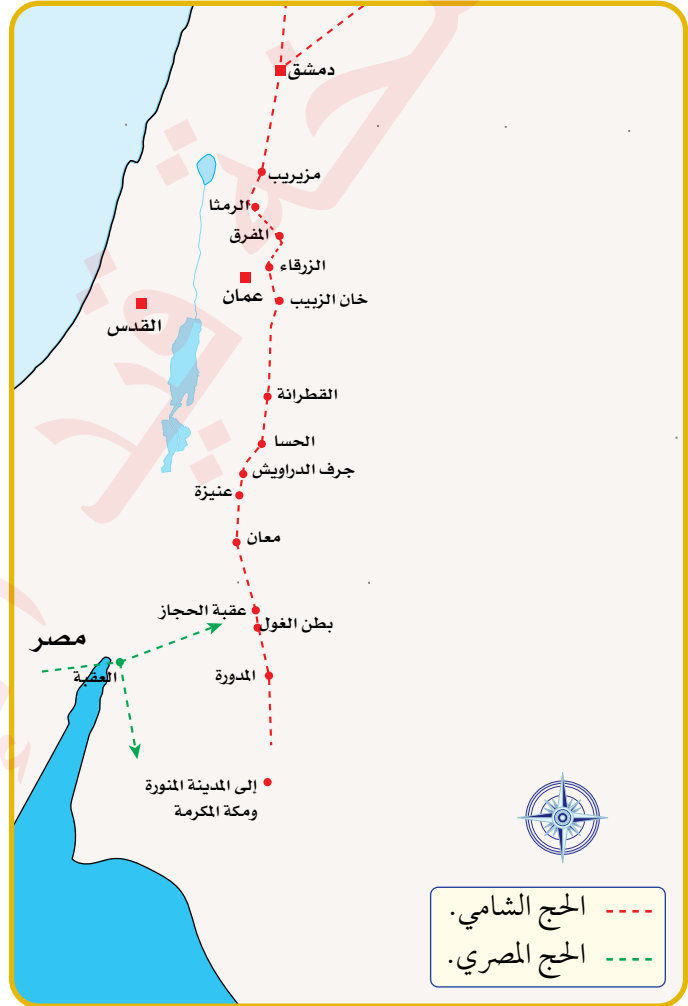 دمشق
مزيريب
الرمثا
المفرق
الزرقاء
عمان
خان الزبيب
القدس
القطرانة
الحسا
جرف الدراويش
عنيزة
معان
عقبة الحجاز
بطن الغول
مصر
العقبة
المدورة
إلى المدينة المنورة
ومكة المكرمة
الحج الشامي.
الحج المصري.